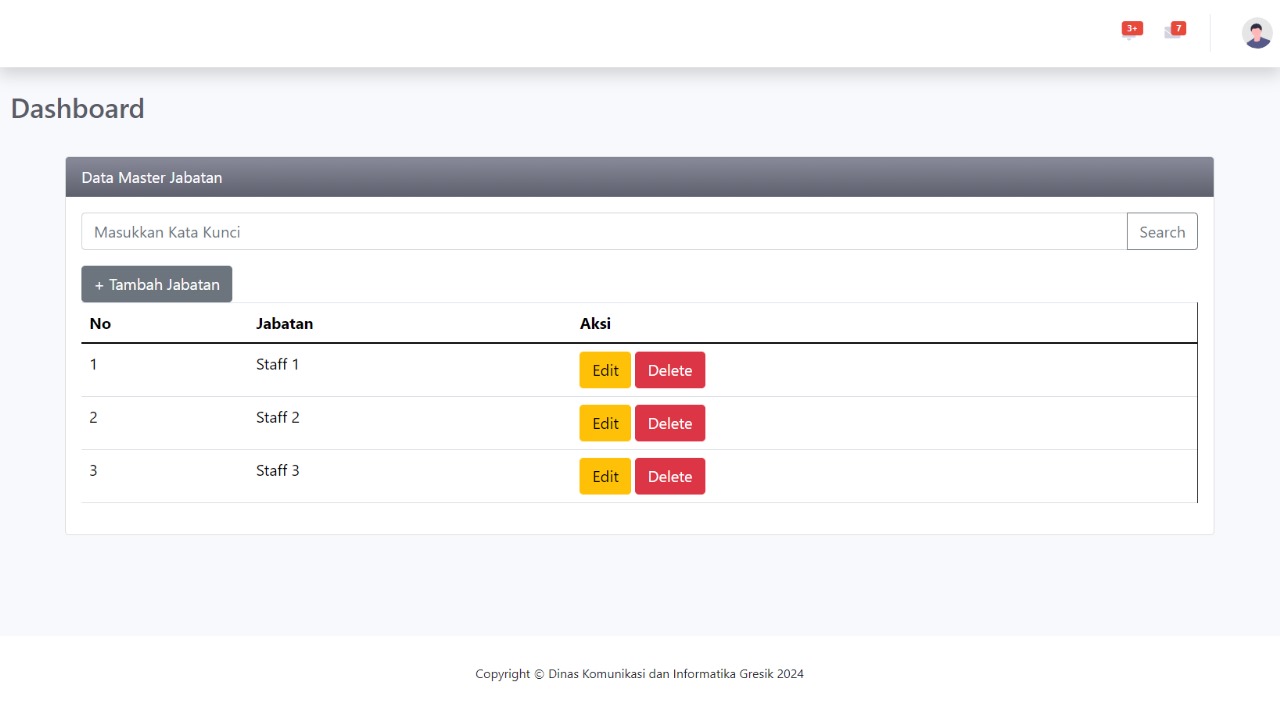 3+ 7
Dashboard
Data Master Jabatan
Masukkan Kata Kunci Search
+ Tambah Jabatan
No Jabatan Aksi
1 Staff 1 Edit Delete
2 Staff 2 Edit Delete
3 Staff 3 Edit Delete
Copyright © Dinas Komunikasi dan Informatika Gresik 2024